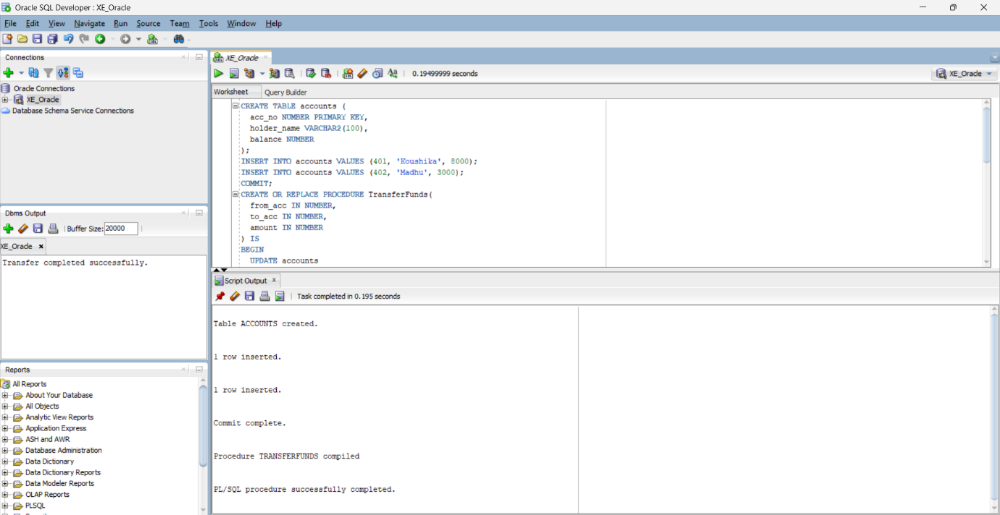 Oracle SQL Developer : XE_Oracle
File Edit View Navigate Run Source Team Tools Window Help
Connections
Oracle Connections
XE_Oracle
Database Schema Service Connections
Dbms Output
Buffer Size: 20000
XE_Oracle
Transfer completed successfully.
Reports
All Reports
About Your Database
All Objects
Analytic View Reports
Application Express
ASH and AWR
Database Administration
Data Dictionary
Data Dictionary Reports
Data Modeler Reports
OLAP Reports
PLSQL
XE_Oracle
0.19499999 seconds
XE_Oracle
Worksheet Query Builder
CREATE TABLE accounts (
acc_no NUMBER PRIMARY KEY,
holder_name VARCHAR2(100),
balance NUMBER
);
INSERT INTO accounts VALUES (401, 'Koushika', 8000);
INSERT INTO accounts VALUES (402, 'Madhu', 3000);
COMMIT;
CREATE OR REPLACE PROCEDURE TransferFunds(
from_acc IN NUMBER,
to_acc IN NUMBER,
amount IN NUMBER
) IS
BEGIN
UPDATE accounts
Script Output
Task completed in 0.195 seconds
Table ACCOUNTS created.
1 row inserted.
1 row inserted.
Commit complete.
Procedure TRANSFERFUNDS compiled
PL/SQL procedure successfully completed.